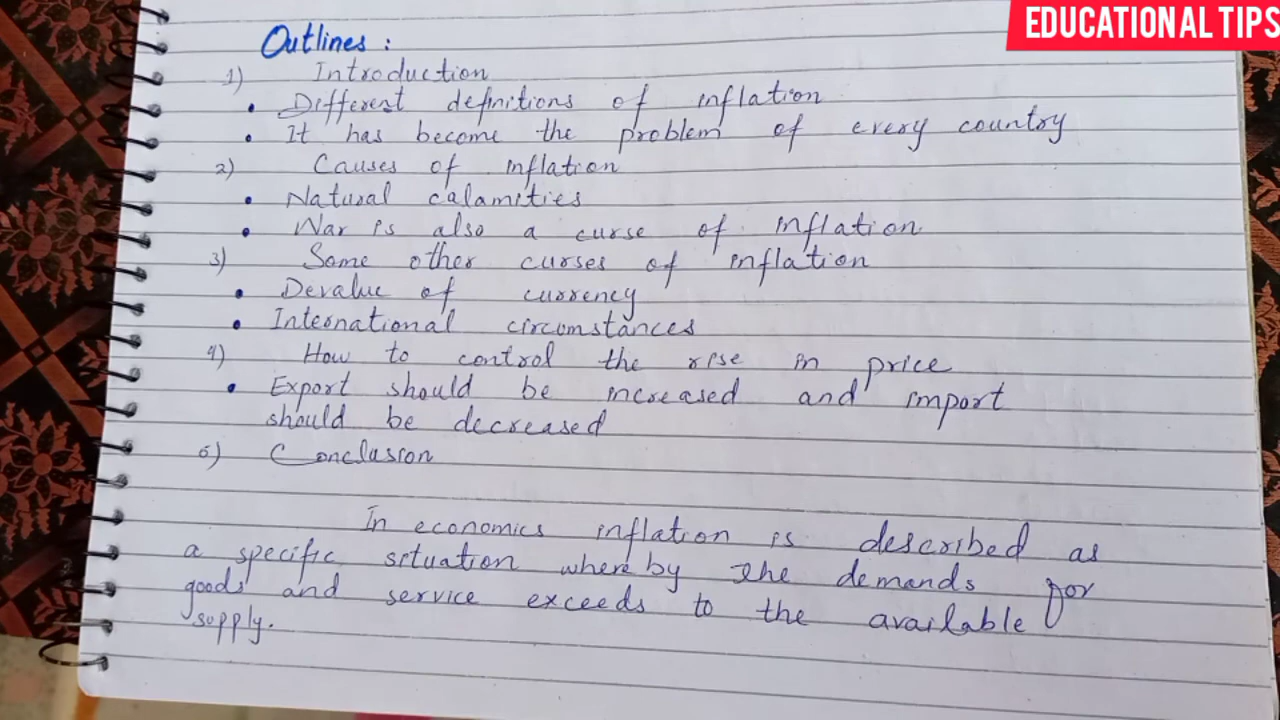 EDUCATIONAL TIPS
Outlines :
1) Introduction
• Different definitions of inflation
• It has become the problem of every country
2) Causes of inflation
• Natural calamities
• War is also a curse of inflation
3) Some other curses of inflation
• Devalue of currency
• International circumstances
4) How to control the rise in price
• Export should be increased and import
should be decreased
5) Conclusion
In economics inflation is described as
a specific situation whereby the demands for
goods and service exceeds to the available
supply.